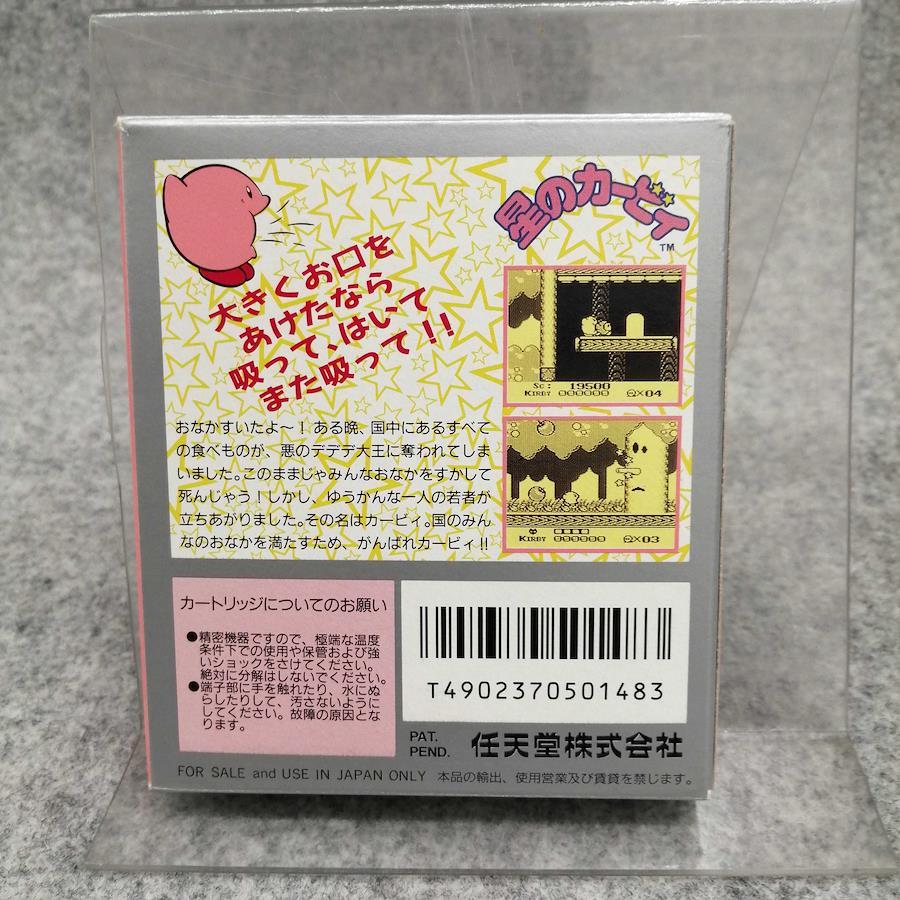 星のカービィ
TM
大きくお口を
あけたなら
吸って、はいて
また吸って!!
Sc: 19500
KIRBY 000000 ×04
KIRBY 000000 ×03
おなかすいたよ〜！ある晩、国中にあるすべて
の食べものが、悪のデデデ大王に奪われてしま
いました。このままじゃみんなおなかをすかして
死んじゃう！しかし、ゆうかんな一人の若者が
立ちあがりました。その名はカービィ。国のみん
なのおなかを満たすため、がんばれカービィ!!
カートリッジについてのお願い
●精密機器ですので、極端な温度
条件下での使用や保管および強
いショックをさけてください。
絶対に分解はしないでください。
●端子部に手を触れたり、水にぬ
らしたりして、汚さないように
してください。故障の原因とな
ります。
T4902370501483
PAT.
PEND.
任天堂株式会社
FOR SALE and USE IN JAPAN ONLY 本品の輸出、使用営業及び賃貸を禁じます。